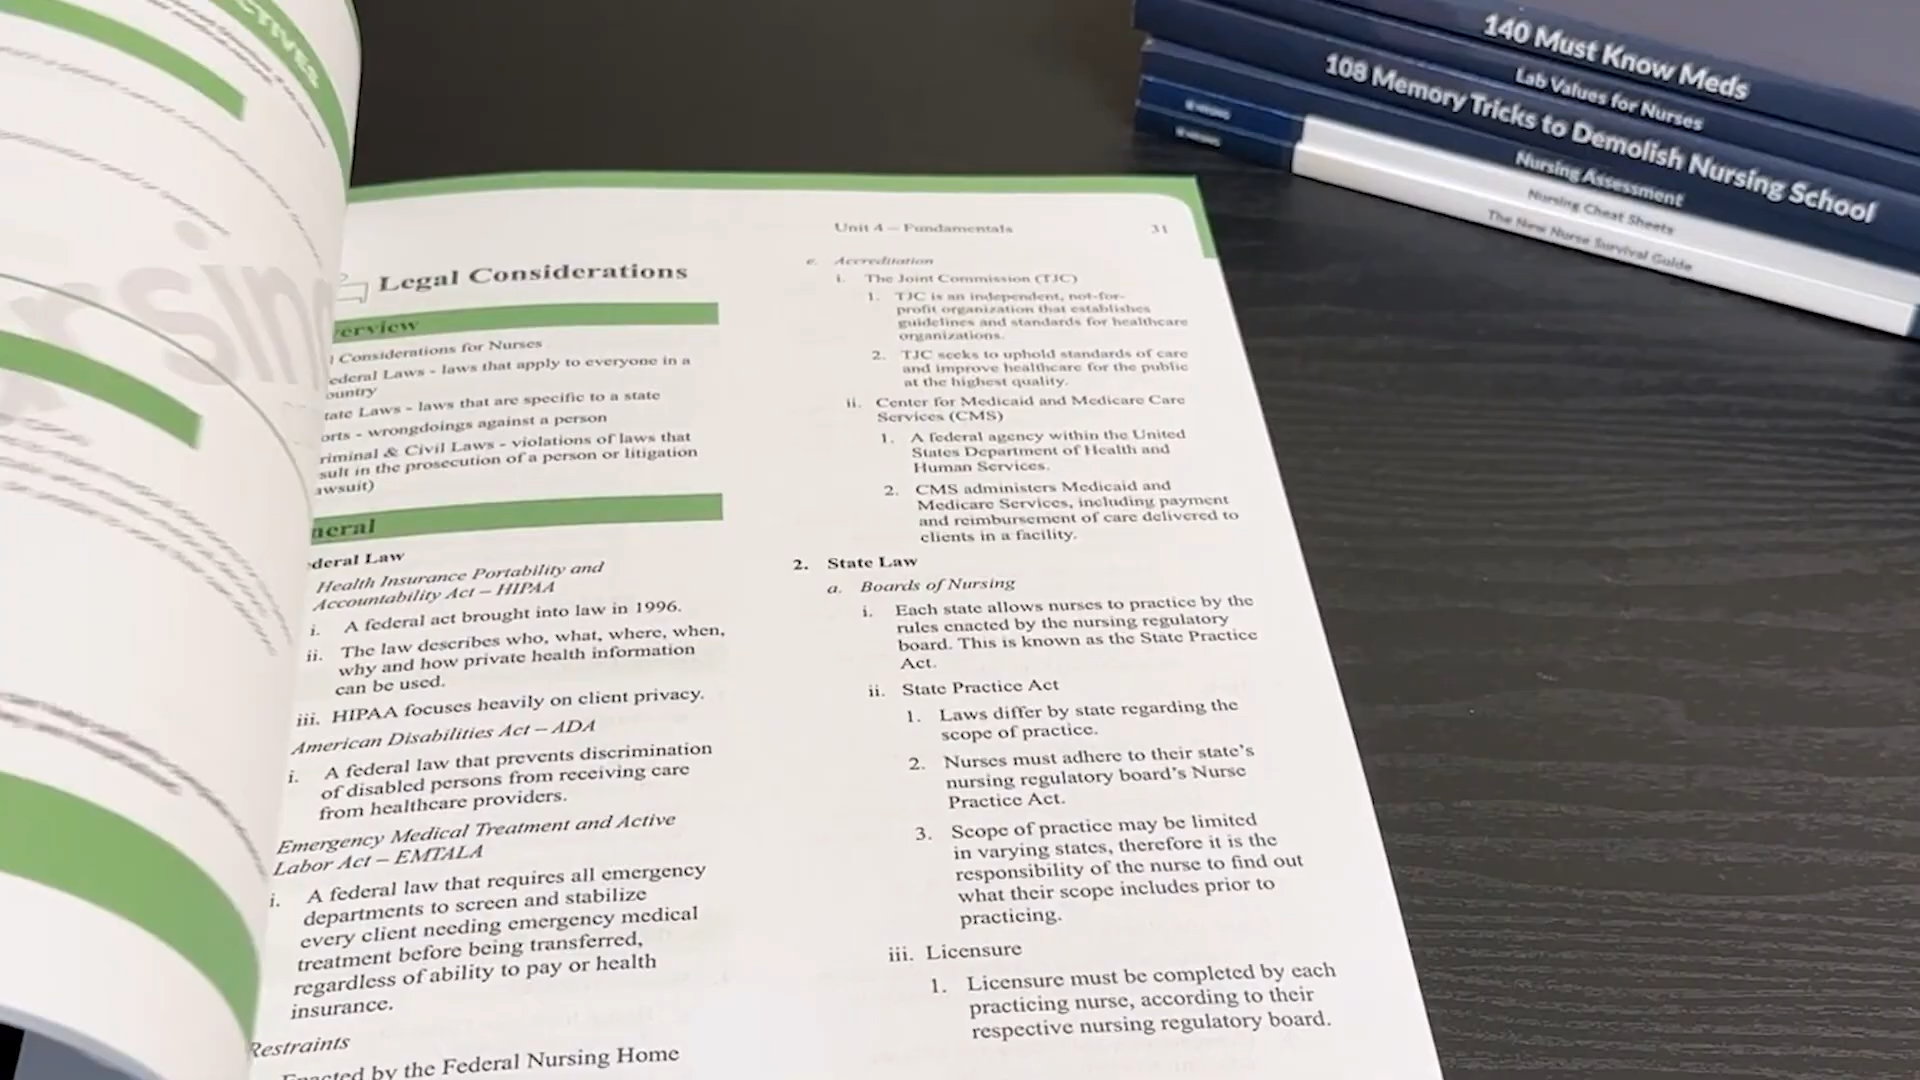 CTIVES
rsin
Unit 4 – Fundamentals 31
Legal Considerations
verview
l Considerations for Nurses
ederal Laws - laws that apply to everyone in a
ountry
tate Laws - laws that are specific to a state
orts - wrongdoings against a person
riminal & Civil Laws - violations of laws that
sult in the prosecution of a person or litigation
awsuit)
neral
deral Law
Health Insurance Portability and
Accountability Act – HIPAA
i. A federal act brought into law in 1996.
ii. The law describes who, what, where, when,
why and how private health information
can be used.
iii. HIPAA focuses heavily on client privacy.
American Disabilities Act – ADA
i. A federal law that prevents discrimination
of disabled persons from receiving care
from healthcare providers.
Emergency Medical Treatment and Active
Labor Act – EMTALA
i. A federal law that requires all emergency
departments to screen and stabilize
every client needing emergency medical
treatment before being transferred,
regardless of ability to pay or health
insurance.
Restraints
Enacted by the Federal Nursing Home
e. Accreditation
i. The Joint Commission (TJC)
1. TJC is an independent, not-for-
profit organization that establishes
guidelines and standards for healthcare
organizations.
2. TJC seeks to uphold standards of care
and improve healthcare for the public
at the highest quality.
ii. Center for Medicaid and Medicare Care
Services (CMS)
1. A federal agency within the United
States Department of Health and
Human Services.
2. CMS administers Medicaid and
Medicare Services, including payment
and reimbursement of care delivered to
clients in a facility.
2. State Law
a. Boards of Nursing
i. Each state allows nurses to practice by the
rules enacted by the nursing regulatory
board. This is known as the State Practice
Act.
ii. State Practice Act
1. Laws differ by state regarding the
scope of practice.
2. Nurses must adhere to their state's
nursing regulatory board's Nurse
Practice Act.
3. Scope of practice may be limited
in varying states, therefore it is the
responsibility of the nurse to find out
what their scope includes prior to
practicing.
iii. Licensure
1. Licensure must be completed by each
practicing nurse, according to their
respective nursing regulatory board.
140 Must Know Meds
Lab Values for Nurses
108 Memory Tricks to Demolish Nursing School
Nursing Assessment
Nursing Cheat Sheets
The New Nurse Survival Guide